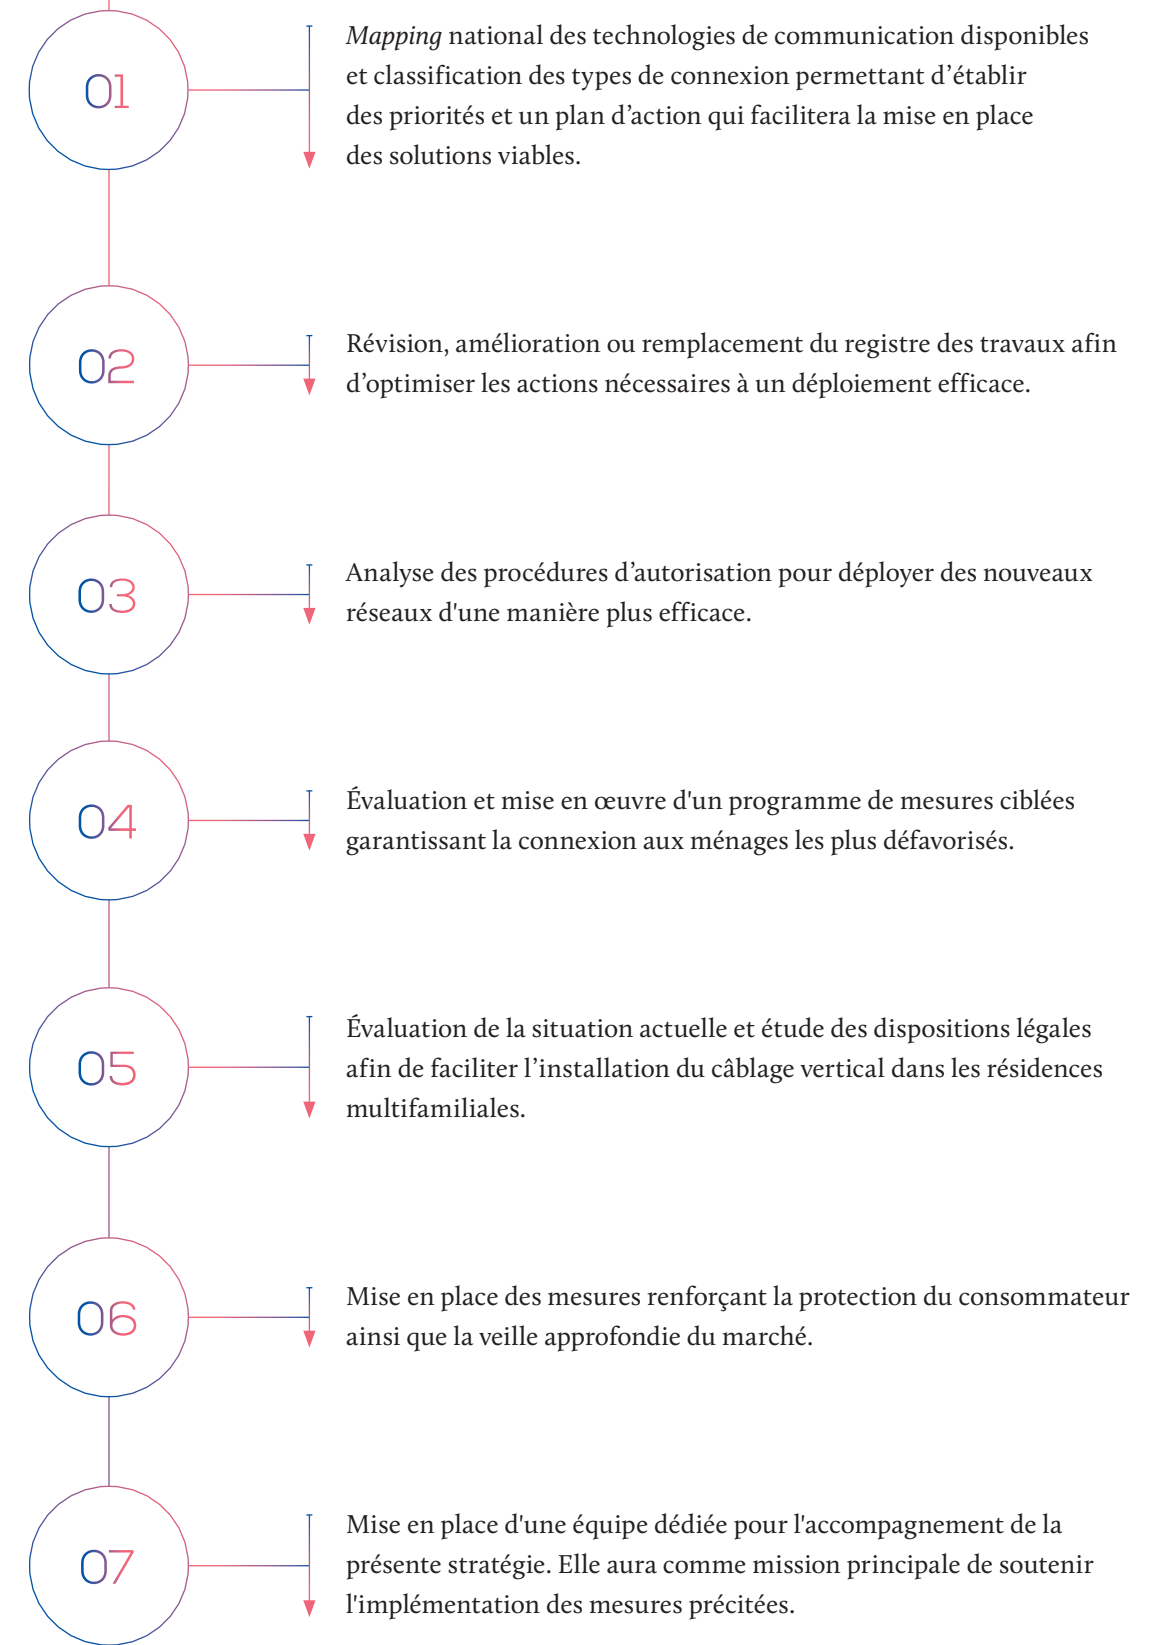 01
Mapping national des technologies de communication disponibles
et classification des types de connexion permettant d’établir
des priorités et un plan d’action qui facilitera la mise en place
des solutions viables.
02
Révision, amélioration ou remplacement du registre des travaux afin
d’optimiser les actions nécessaires à un déploiement efficace.
03
Analyse des procédures d’autorisation pour déployer des nouveaux
réseaux d'une manière plus efficace.
04
Évaluation et mise en œuvre d'un programme de mesures ciblées
garantissant la connexion aux ménages les plus défavorisés.
05
Évaluation de la situation actuelle et étude des dispositions légales
afin de faciliter l’installation du câblage vertical dans les résidences
multifamiliales.
06
Mise en place des mesures renforçant la protection du consommateur
ainsi que la veille approfondie du marché.
07
Mise en place d'une équipe dédiée pour l'accompagnement de la
présente stratégie. Elle aura comme mission principale de soutenir
l'implémentation des mesures précitées.